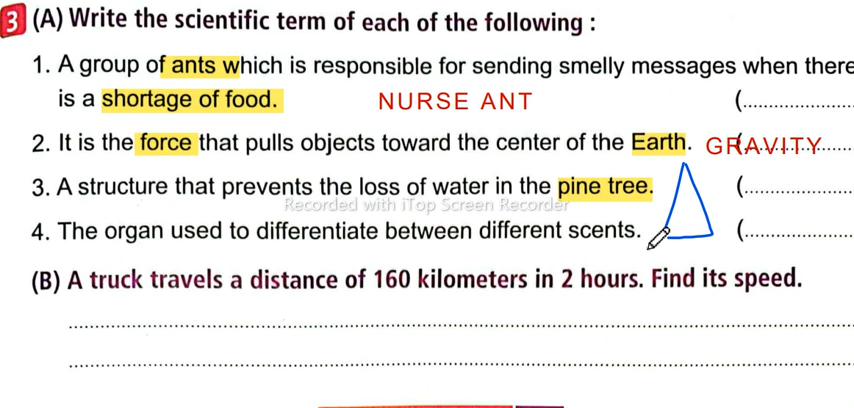 3 (A) Write the scientific term of each of the following :
1. A group of ants which is responsible for sending smelly messages when there
is a shortage of food. NURSE ANT (....................
2. It is the force that pulls objects toward the center of the Earth. GRAVITY (....................
3. A structure that prevents the loss of water in the pine tree. (....................
Recorded with iTop Screen Recorder
4. The organ used to differentiate between different scents. (....................
(B) A truck travels a distance of 160 kilometers in 2 hours. Find its speed.